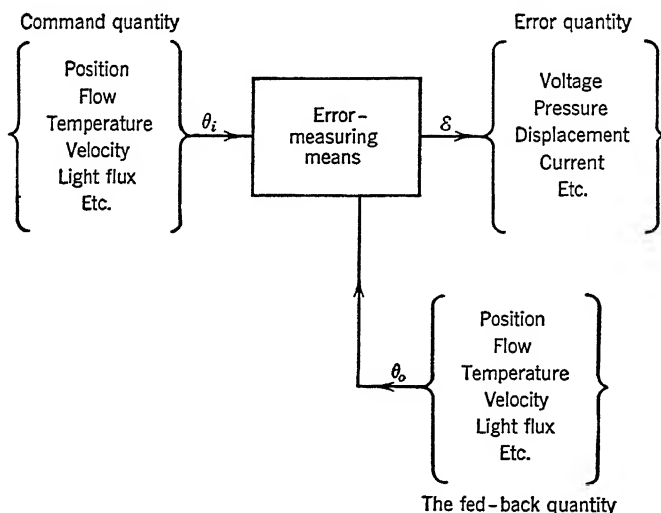 Command quantity
Position
Flow
Temperature
Velocity
Light flux
Etc.
θi
Error-
measuring
means
ℰ
Error quantity
Voltage
Pressure
Displacement
Current
Etc.
θo
Position
Flow
Temperature
Velocity
Light flux
Etc.
The fed-back quantity